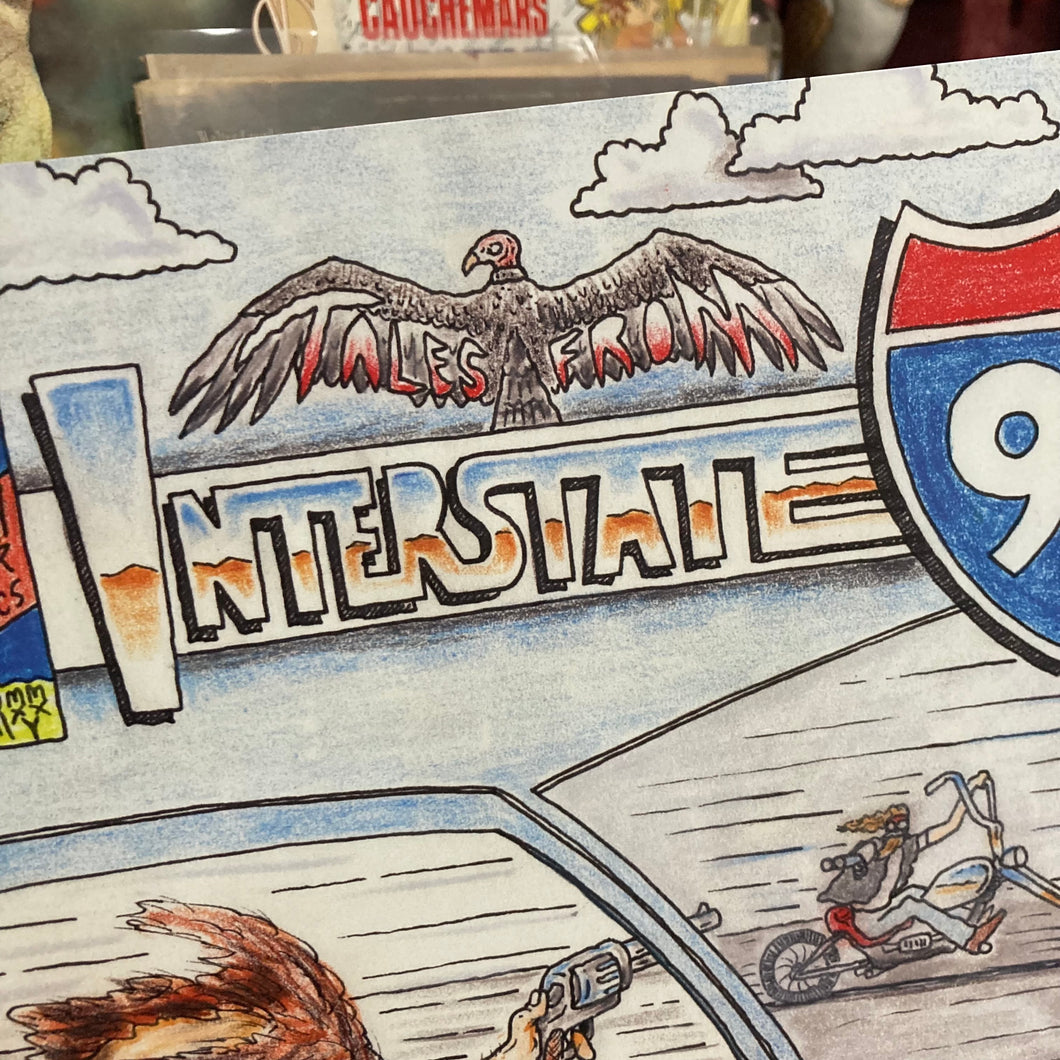 CAUCHEMARS
TALES FROM
INTERSTATE 9